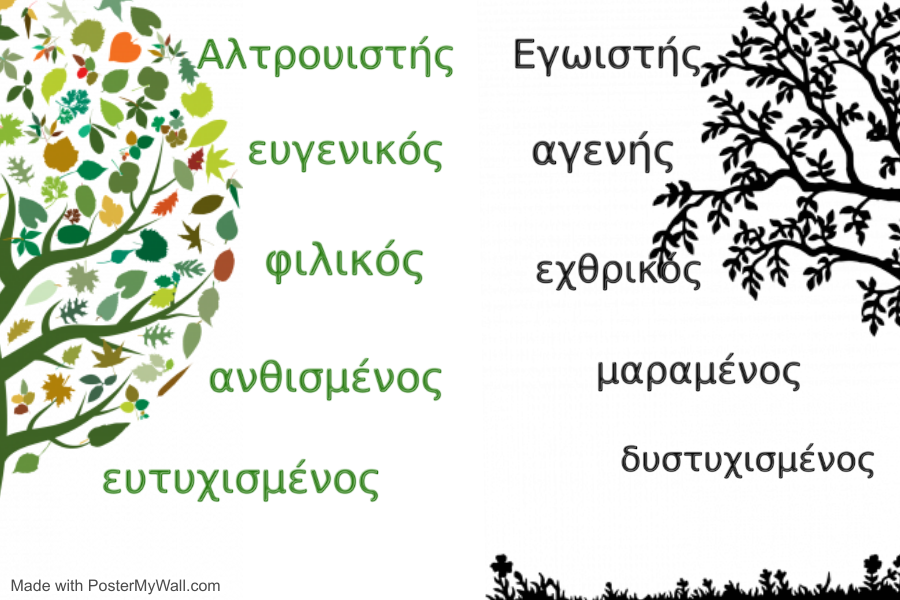 Αλτρουιστής
ευγενικός
φιλικός
ανθισμένος
ευτυχισμένος
Εγωιστής
αγενής
εχθρικός
μαραμένος
δυστυχισμένος
Made with PosterMyWall.com